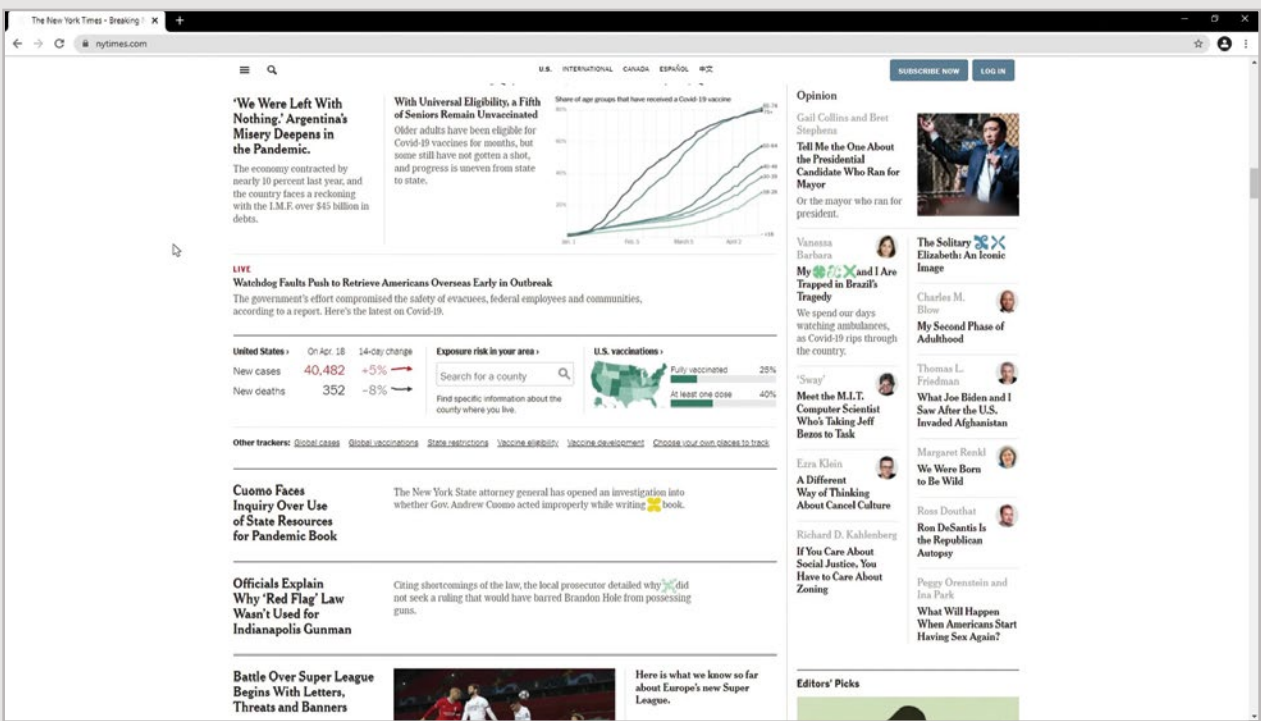 The New York Times - Breaking
nytimes.com
U.S. INTERNATIONAL CANADA ESPAÑOL 中文
SUBSCRIBE NOW LOG IN
'We Were Left With
Nothing.' Argentina's
Misery Deepens in
the Pandemic.
The economy contracted by
nearly 10 percent last year, and
the country faces a reckoning
with the I.M.F. over $45 billion in
debts.
With Universal Eligibility, a Fifth
of Seniors Remain Unvaccinated
Older adults have been eligible for
Covid-19 vaccines for months, but
some still have not gotten a shot,
and progress is uneven from state
to state.
Share of age groups that have received a Covid-19 vaccine
80%
60%
40%
20%
Jan. 1 Feb. 5 March 5 April 2
65-74
75+
50-64
40-49
<18
LIVE
Watchdog Faults Push to Retrieve Americans Overseas Early in Outbreak
The government's effort compromised the safety of evacuees, federal employees and communities,
according to a report. Here's the latest on Covid-19.
United States › On Apr. 18 14-day change
New cases 40,482 +5%
New deaths 352 –8%
Exposure risk in your area ›
Search for a county
Find specific information about the
county where you live.
U.S. vaccinations ›
Fully vaccinated 25%
At least one dose 40%
Other trackers: Global cases Global vaccinations State restrictions Vaccine eligibility Vaccine development Choose your own places to track
Cuomo Faces
Inquiry Over Use
of State Resources
for Pandemic Book
The New York State attorney general has opened an investigation into
whether Gov. Andrew Cuomo acted improperly while writing book.
Officials Explain
Why 'Red Flag' Law
Wasn't Used for
Indianapolis Gunman
Citing shortcomings of the law, the local prosecutor detailed why did
not seek a ruling that would have barred Brandon Hole from possessing
guns.
Battle Over Super League
Begins With Letters,
Threats and Banners
Here is what we know so far
about Europe's new Super
League.
Opinion
Gail Collins and Bret
Stephens
Tell Me the One About
the Presidential
Candidate Who Ran for
Mayor
Or the mayor who ran for
president.
Vanessa
Barbara
My and I Are
Trapped in Brazil's
Tragedy
We spend our days
watching ambulances,
as Covid-19 rips through
the country.
'Sway'
Meet the M.I.T.
Computer Scientist
Who's Taking Jeff
Bezos to Task
Ezra Klein
A Different
Way of Thinking
About Cancel Culture
Richard D. Kahlenberg
If You Care About
Social Justice, You
Have to Care About
Zoning
The Solitary
Elizabeth: An Iconic
Image
Charles M.
Blow
My Second Phase of
Adulthood
Thomas L.
Friedman
What Joe Biden and I
Saw After the U.S.
Invaded Afghanistan
Margaret Renkl
We Were Born
to Be Wild
Ross Douthat
Ron DeSantis Is
the Republican
Autopsy
Peggy Orenstein and
Ina Park
What Will Happen
When Americans Start
Having Sex Again?
Editors' Picks